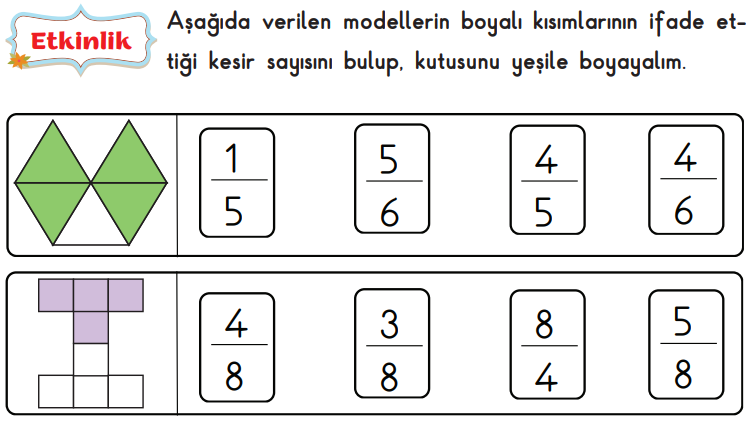 Etkinlik
Aşağıda verilen modellerin boyalı kısımlarının ifade et-
tiği kesir sayısını bulup, kutusunu yeşile boyayalım.
1/5 5/6 4/5 4/6
4/8 3/8 8/4 5/8